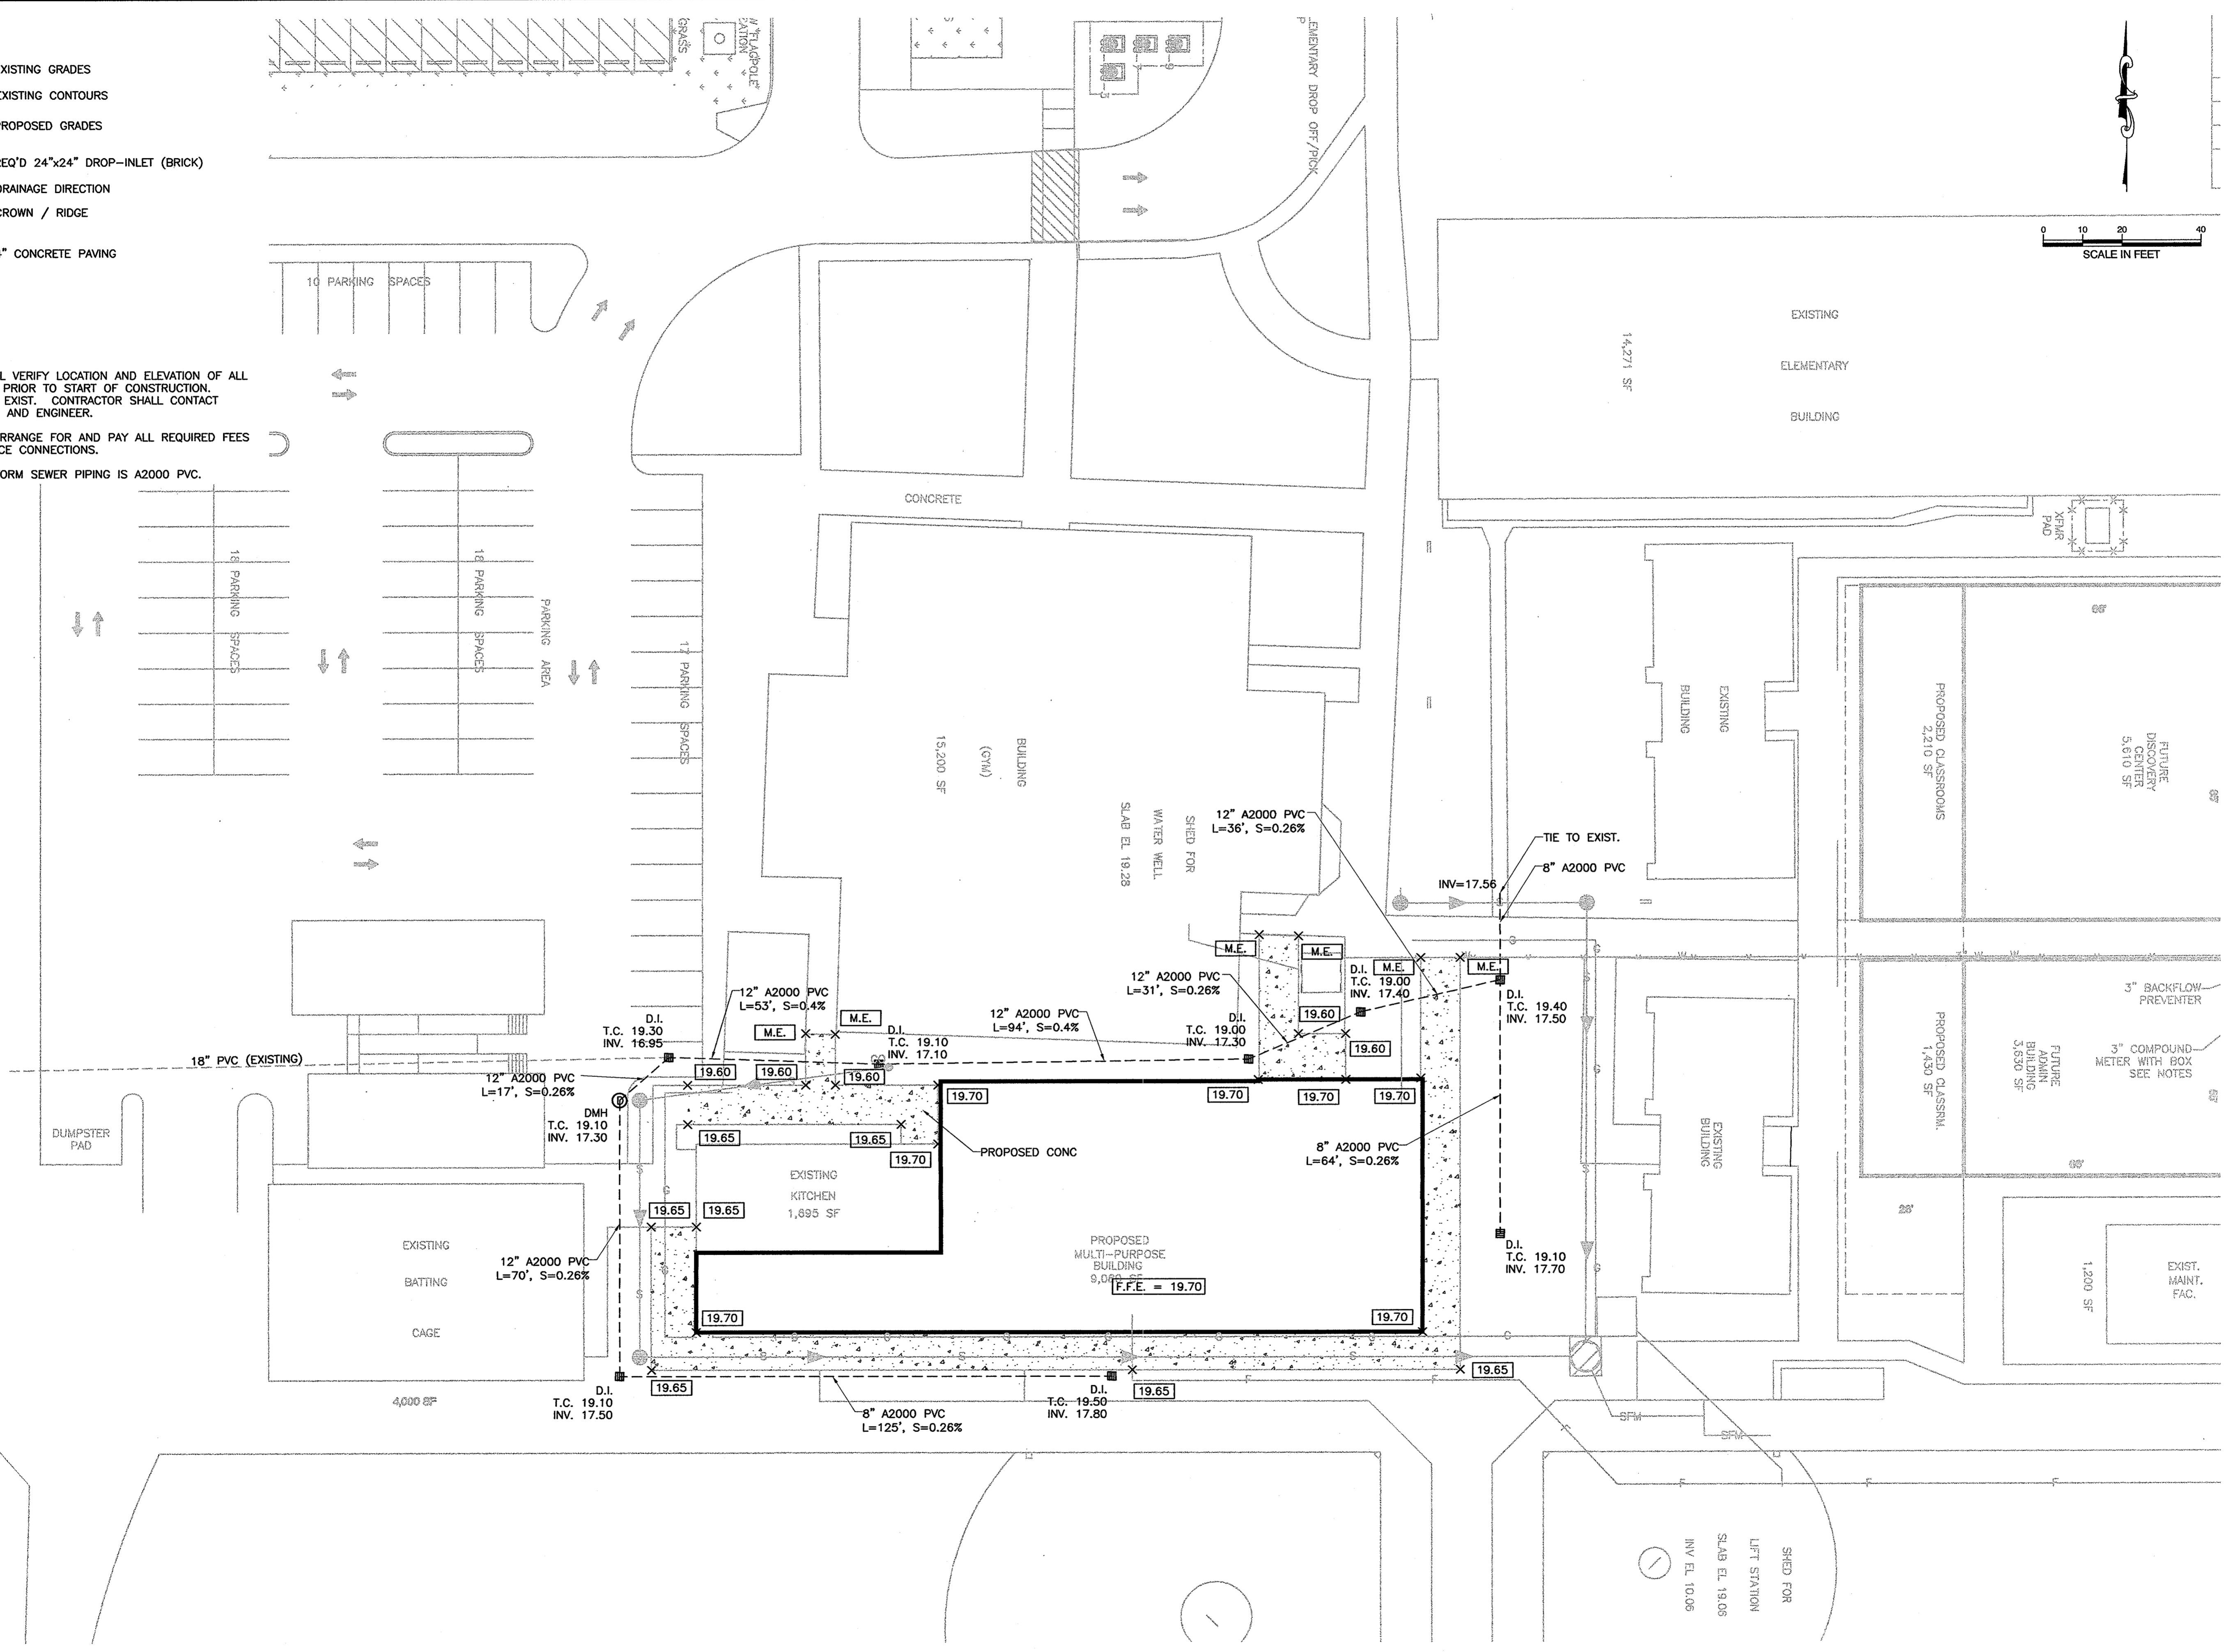 XISTING GRADES
EXISTING CONTOURS
PROPOSED GRADES
REQ'D 24"x24" DROP-INLET (BRICK)
DRAINAGE DIRECTION
CROWN / RIDGE
" CONCRETE PAVING
L VERIFY LOCATION AND ELEVATION OF ALL
PRIOR TO START OF CONSTRUCTION.
EXIST. CONTRACTOR SHALL CONTACT
AND ENGINEER.
RRANGE FOR AND PAY ALL REQUIRED FEES
CE CONNECTIONS.
ORM SEWER PIPING IS A2000 PVC.
FLAGPOLE
GRASS
EMENTARY DROP OFF/PICK
P
0 10 20 40
SCALE IN FEET
10 PARKING SPACES
18 PARKING SPACES
18 PARKING SPACES
PARKING AREA
17 PARKING SPACES
CONCRETE
14,271 SF
EXISTING
ELEMENTARY
BUILDING
XFMR
PAD
BUILDING
(GYM)
15,200 SF
SHED FOR
WATER WELL
SLAB EL 19.28
EXISTING
BUILDING
PROPOSED CLASSROOMS
2,210 SF
66'
FUTURE
DISCOVERY
CENTER
5,610 SF
85'
12" A2000 PVC
L=36', S=0.26%
TIE TO EXIST.
8" A2000 PVC
INV=17.56
M.E.
M.E.
M.E.
M.E.
12" A2000 PVC
L=31', S=0.26%
D.I.
T.C. 19.00
INV. 17.40
D.I.
T.C. 19.40
INV. 17.50
12" A2000 PVC
L=53', S=0.4%
M.E.
M.E.
D.I.
T.C. 19.30
INV. 16.95
D.I.
T.C. 19.10
INV. 17.10
12" A2000 PVC
L=94', S=0.4%
D.I.
T.C. 19.00
INV. 17.30
19.60
19.60
18" PVC (EXISTING)
12" A2000 PVC
L=17', S=0.26%
19.60
19.60
19.60
19.70
19.70
19.70
19.70
DMH
T.C. 19.10
INV. 17.30
19.65
19.65
19.70
PROPOSED CONC
8" A2000 PVC
L=64', S=0.26%
DUMPSTER
PAD
EXISTING
KITCHEN
1,695 SF
19.65
19.65
EXISTING
BATTING
CAGE
4,000 SF
12" A2000 PVC
L=70', S=0.26%
PROPOSED
MULTI-PURPOSE
BUILDING
F.F.E. = 19.70
19.70
19.70
D.I.
T.C. 19.10
INV. 17.70
D.I.
T.C. 19.10
INV. 17.50
19.65
8" A2000 PVC
L=125', S=0.26%
D.I.
T.C. 19.50
INV. 17.80
19.65
19.65
EXISTING
BUILDING
PROPOSED CLASSRM.
1,430 SF
FUTURE
ADMIN
BUILDING
3,630 SF
3" BACKFLOW
PREVENTER
3" COMPOUND
METER WITH BOX
SEE NOTES
66'
28'
1,200 SF
EXIST.
MAINT.
FAC.
SFM
SFM
SHED FOR
LIFT STATION
SLAB EL 19.06
INV EL 10.06